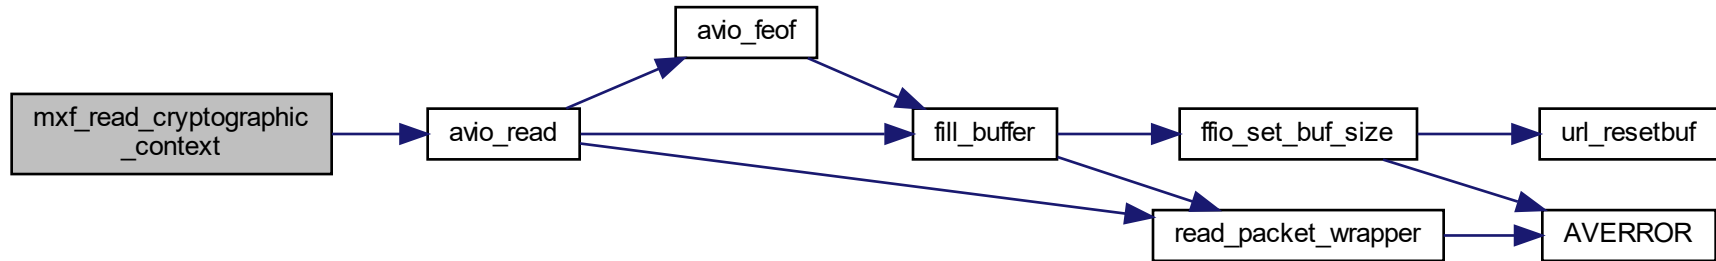 avio_feof
mxf_read_cryptographic
_context
avio_read
fill_buffer
ffio_set_buf_size
url_resetbuf
read_packet_wrapper
AVERROR